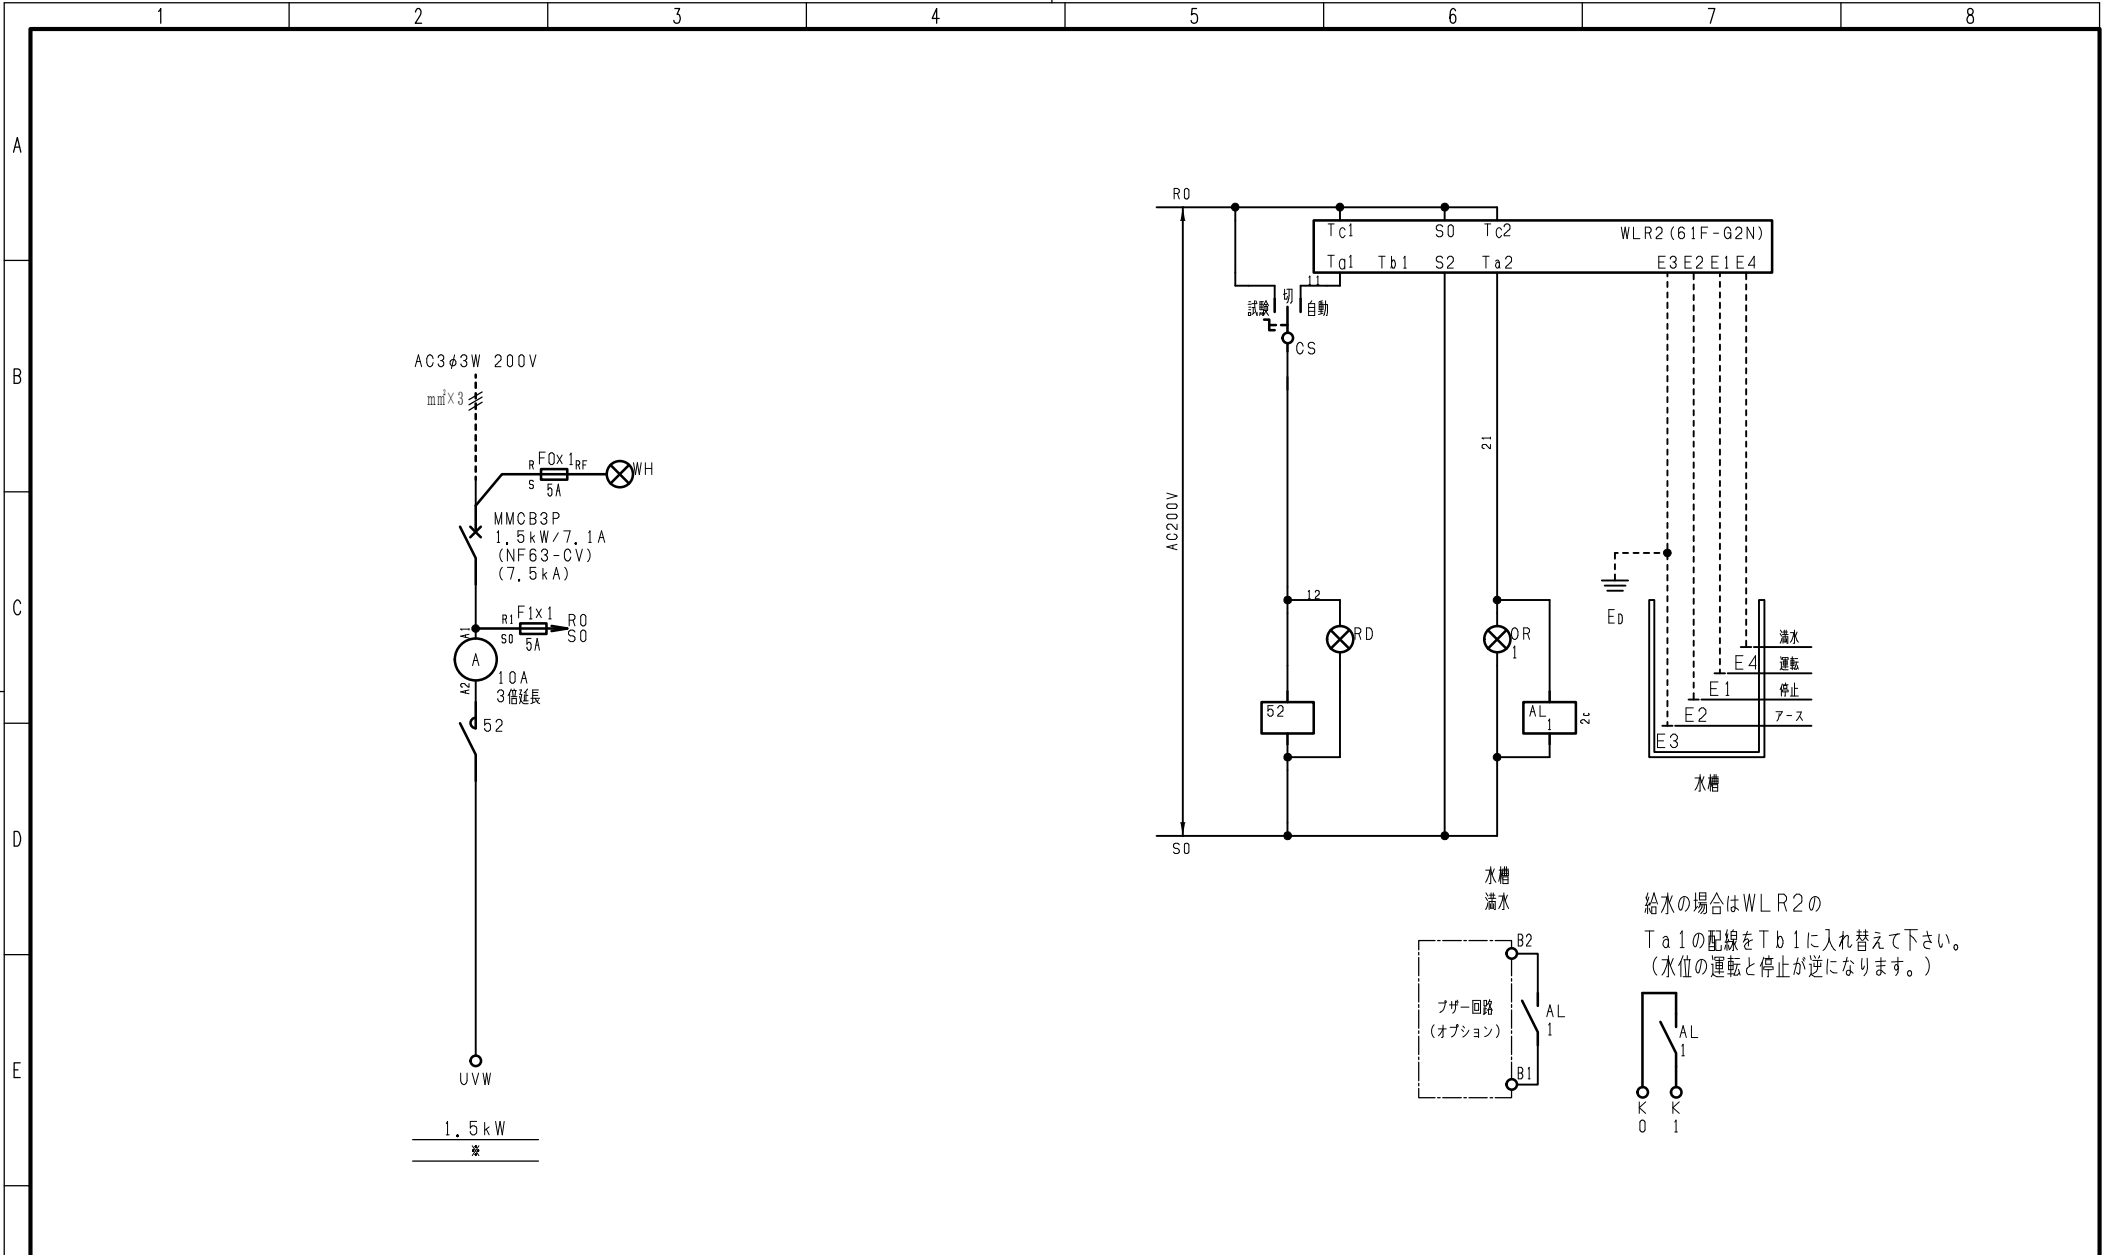 1 2 3 4 5 6 7 8
A
B
C
D
E
AC3φ3W 200V
mm²×3
R F0x1 RF
S 5A
WH
MMCB3P
1.5kW/7.1A
(NF63-CV)
(7.5kA)
R1 F1x1 R0
S0 5A S0
A1
A
A2
10A
3倍延長
52
UVW
1.5kW
※
R0
AC200V
S0
Tc1 S0 Tc2 WLR2(61F-G2N)
Ta1 Tb1 S2 Ta2 E3 E2 E1 E4
11
試験 切 自動
CS
12
RD
52
21
OR
1
AL
1
2c
ED
満水
E4 運転
E1 停止
E2 アース
E3
水槽
水槽
満水
給水の場合はWLR2の
Ta1の配線をTb1に入れ替えて下さい。
(水位の運転と停止が逆になります。)
B2
ブザー回路
(オプション)
AL
1
B1
AL
1
K K
0 1